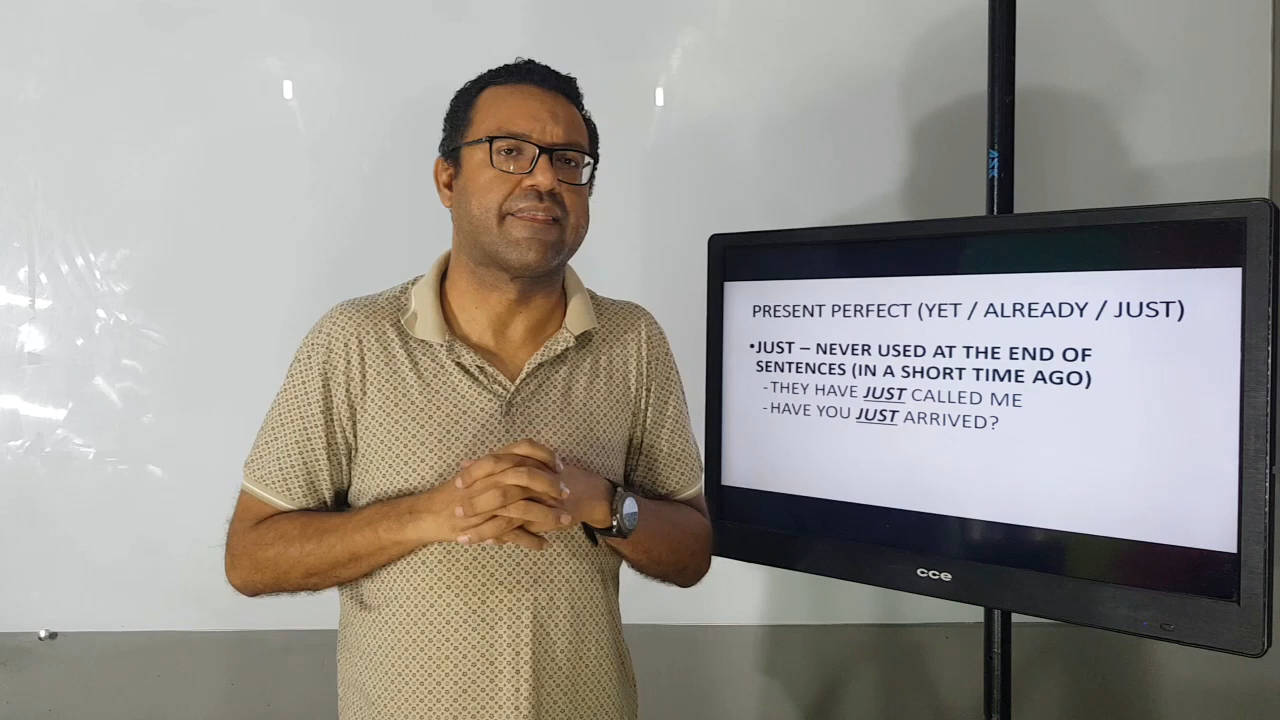 PRESENT PERFECT (YET / ALREADY / JUST)
•JUST – NEVER USED AT THE END OF
SENTENCES (IN A SHORT TIME AGO)
-THEY HAVE JUST CALLED ME
-HAVE YOU JUST ARRIVED?
cce